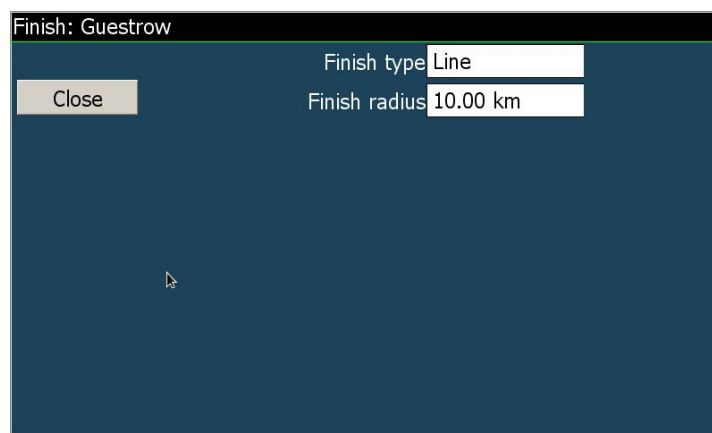 Finish: Guestrow
Finish type Line
Close
Finish radius 10.00 km